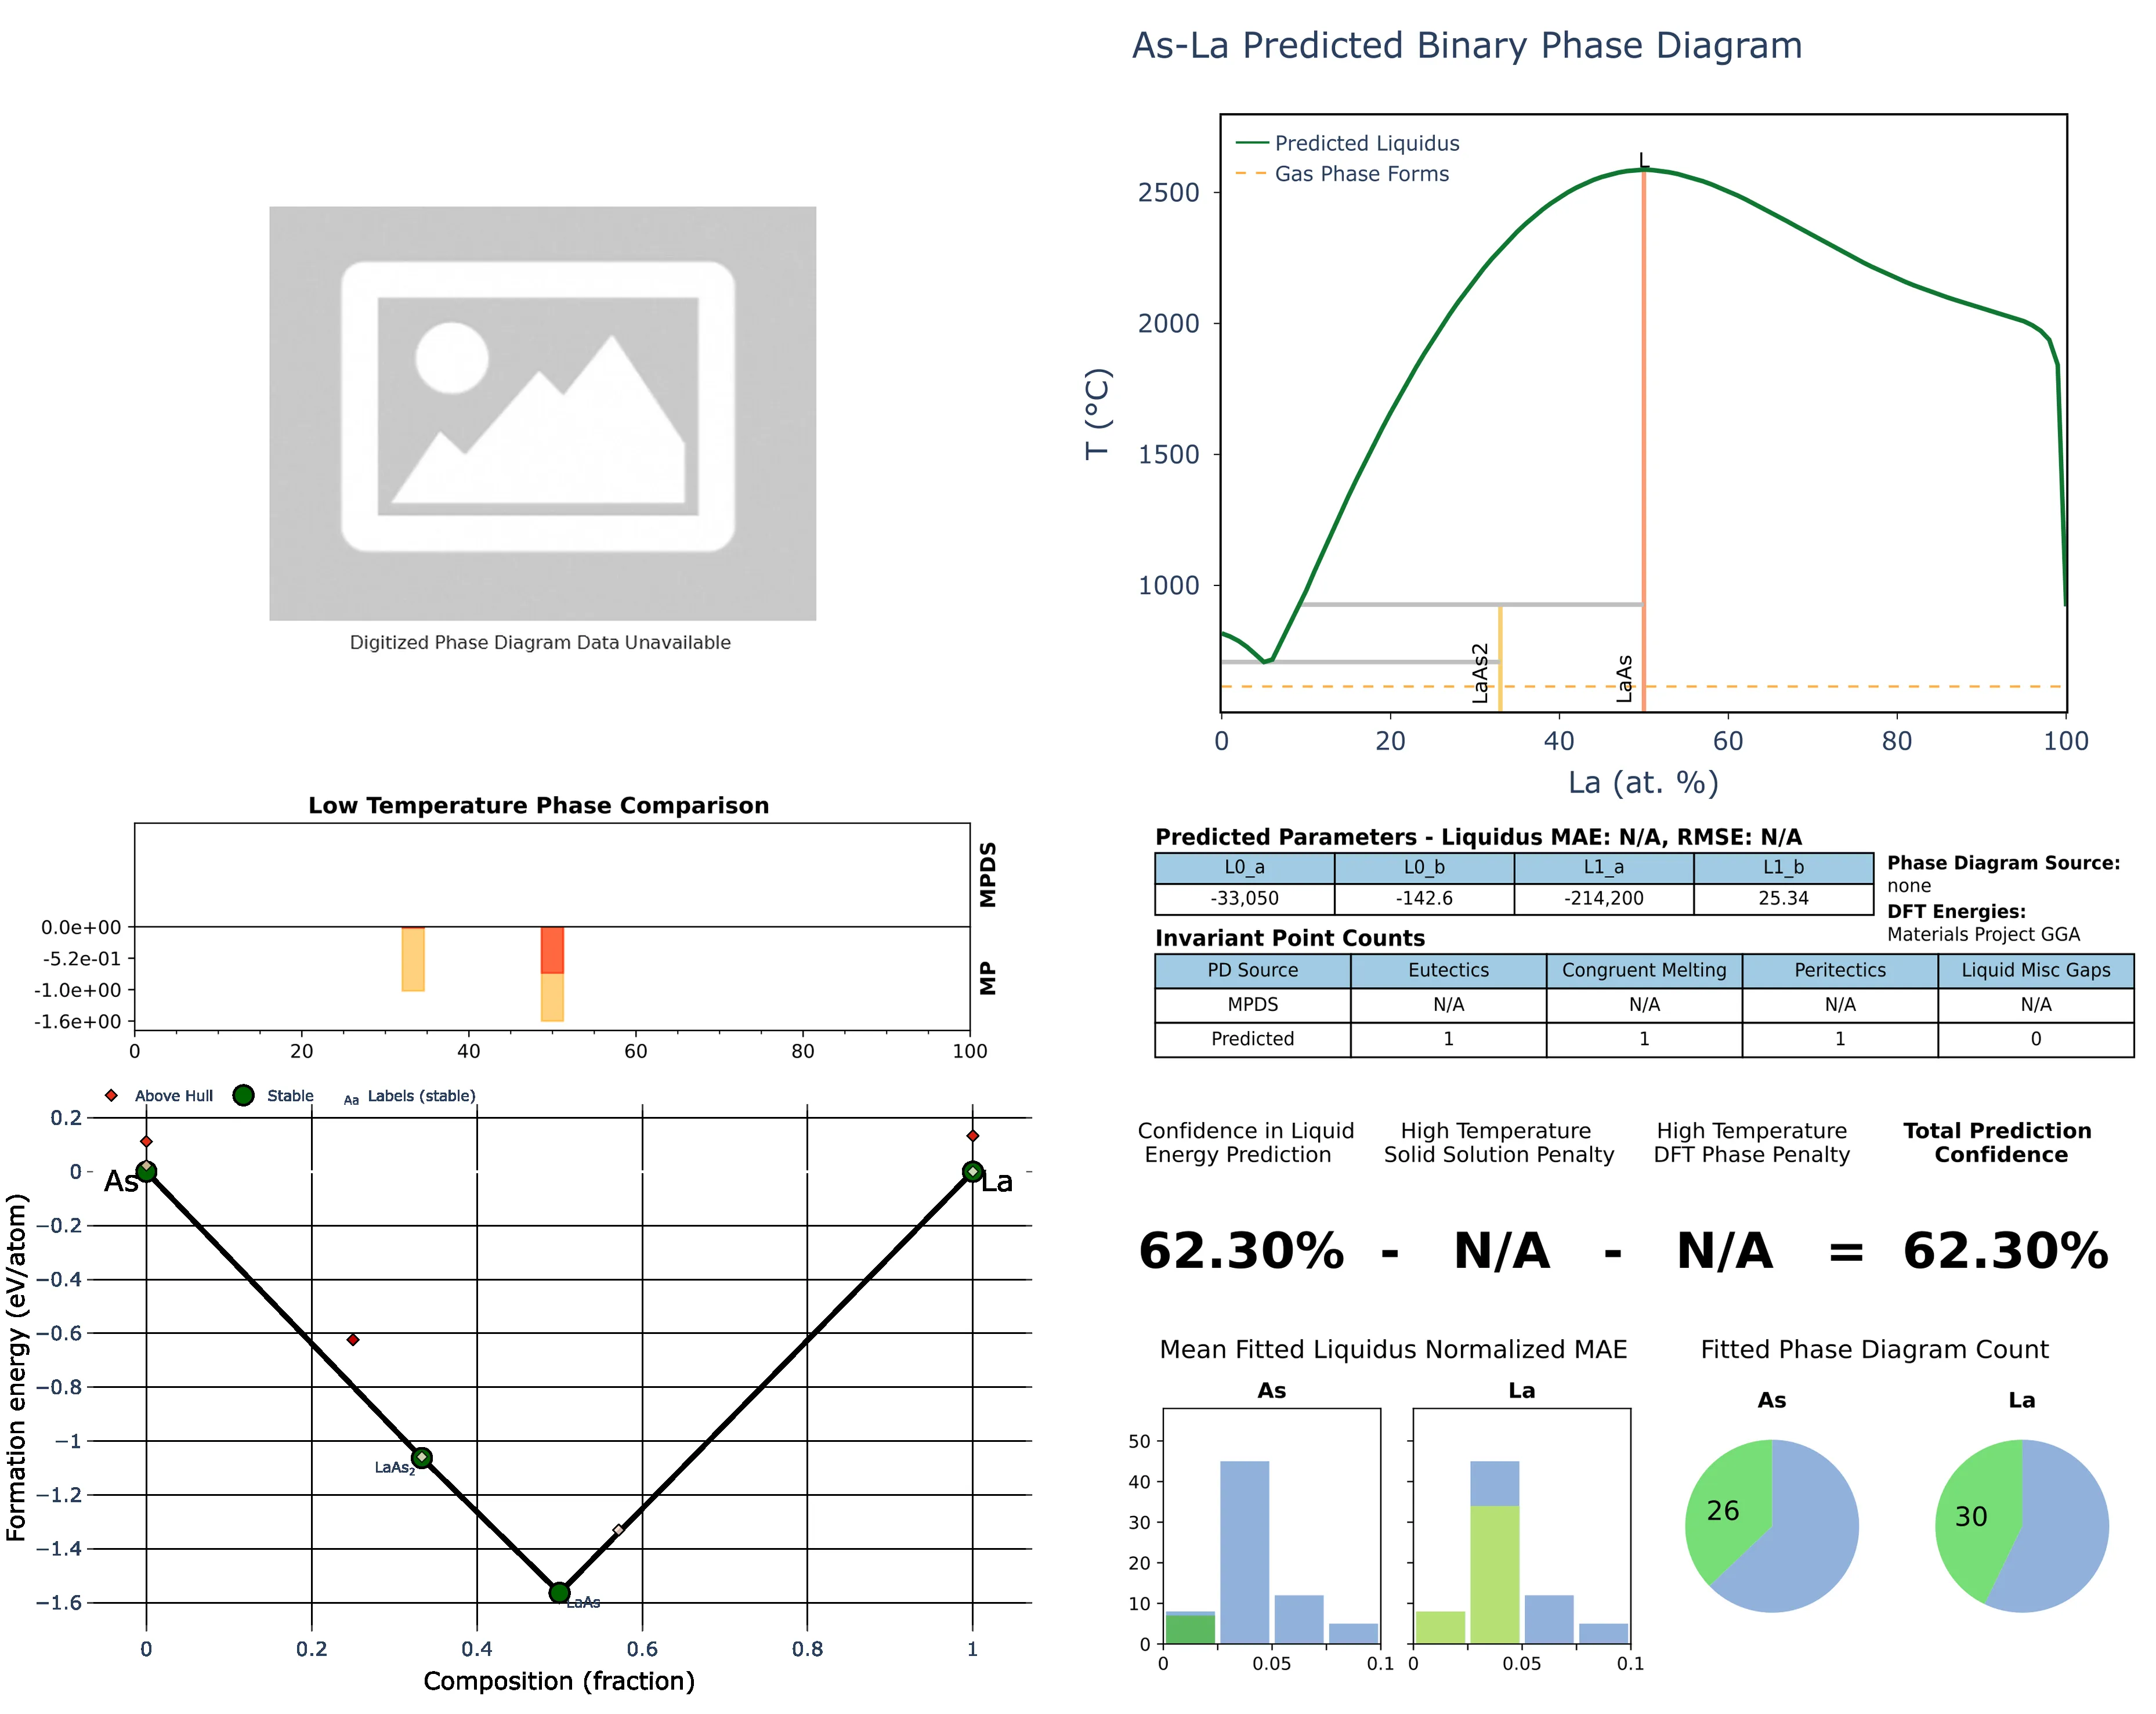 As-La Predicted Binary Phase Diagram
Predicted Liquidus
Gas Phase Forms
L
2500
2000
1500
1000
T (°C)
LaAs2
LaAs
0 20 40 60 80 100
La (at. %)
Digitized Phase Diagram Data Unavailable
Low Temperature Phase Comparison
MPDS
MP
0.0e+00
-5.2e-01
-1.0e+00
-1.6e+00
0 20 40 60 80 100
Predicted Parameters - Liquidus MAE: N/A, RMSE: N/A
L0_a L0_b L1_a L1_b
-33,050 -142.6 -214,200 25.34
Phase Diagram Source:
none
DFT Energies:
Materials Project GGA
Invariant Point Counts
PD Source Eutectics Congruent Melting Peritectics Liquid Misc Gaps
MPDS N/A N/A N/A N/A
Predicted 1 1 1 0
Above Hull Stable Aa Labels (stable)
0.2
0
−0.2
−0.4
−0.6
−0.8
−1
−1.2
−1.4
−1.6
Formation energy (eV/atom)
As
La
LaAs₂
LaAs
0 0.2 0.4 0.6 0.8 1
Composition (fraction)
Confidence in Liquid
Energy Prediction
High Temperature
Solid Solution Penalty
High Temperature
DFT Phase Penalty
Total Prediction
Confidence
62.30% - N/A - N/A = 62.30%
Mean Fitted Liquidus Normalized MAE
As
La
50
40
30
20
10
0
0 0.05 0.1
0 0.05 0.1
Fitted Phase Diagram Count
As
La
26
30